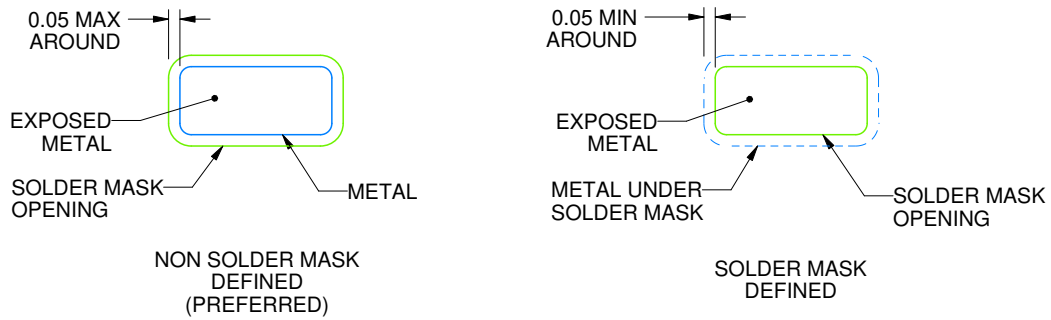 0.05 MAX
AROUND
EXPOSED
METAL
SOLDER MASK
OPENING
METAL
NON SOLDER MASK
DEFINED
(PREFERRED)
0.05 MIN
AROUND
EXPOSED
METAL
METAL UNDER
SOLDER MASK
SOLDER MASK
OPENING
SOLDER MASK
DEFINED